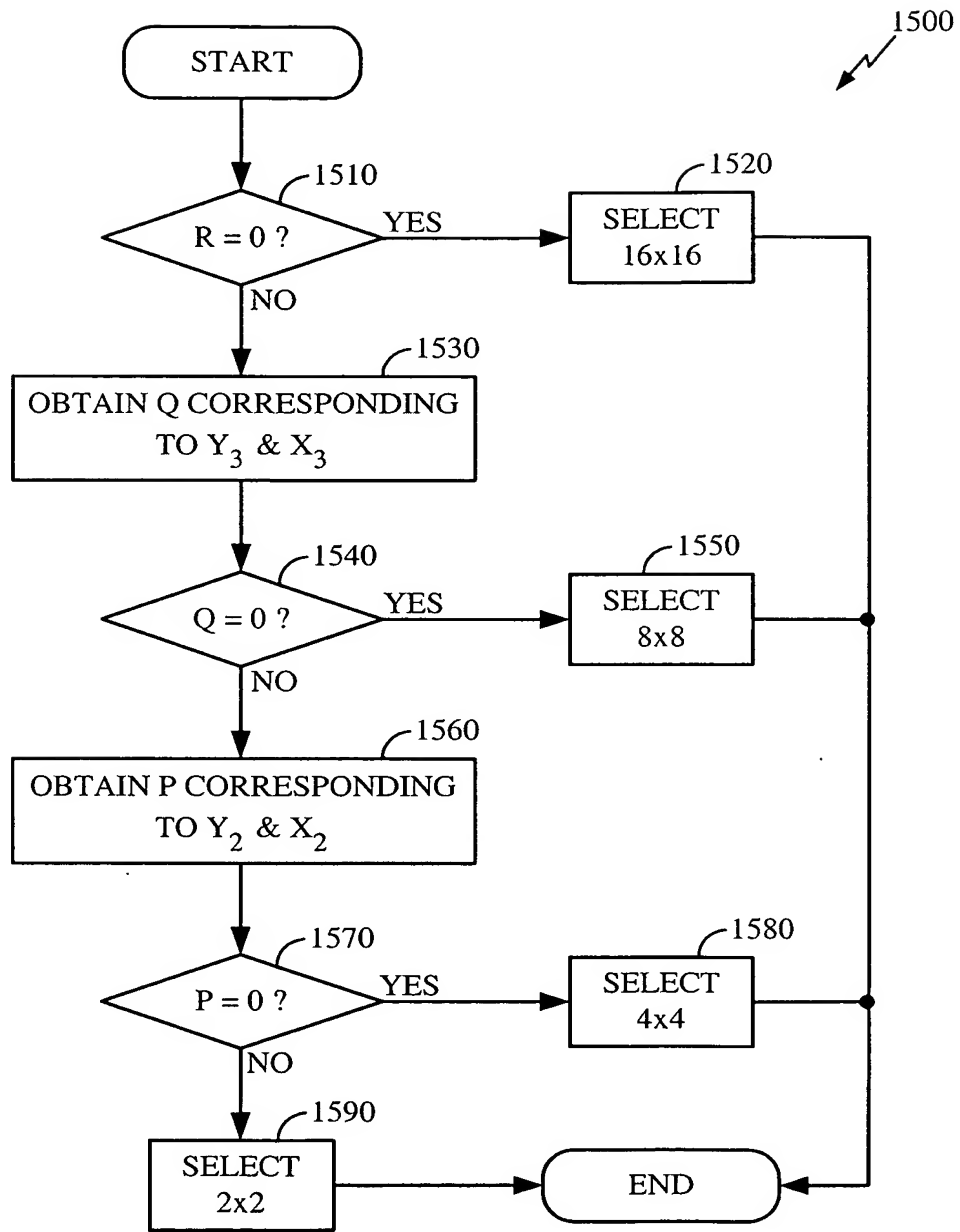 1500
START
1510
R = 0 ?
YES
NO
1520
SELECT
16x16
1530
OBTAIN Q CORRESPONDING
TO Y3 & X3
1540
Q = 0 ?
YES
NO
1550
SELECT
8x8
1560
OBTAIN P CORRESPONDING
TO Y2 & X2
1570
P = 0 ?
YES
NO
1580
SELECT
4x4
1590
SELECT
2x2
END